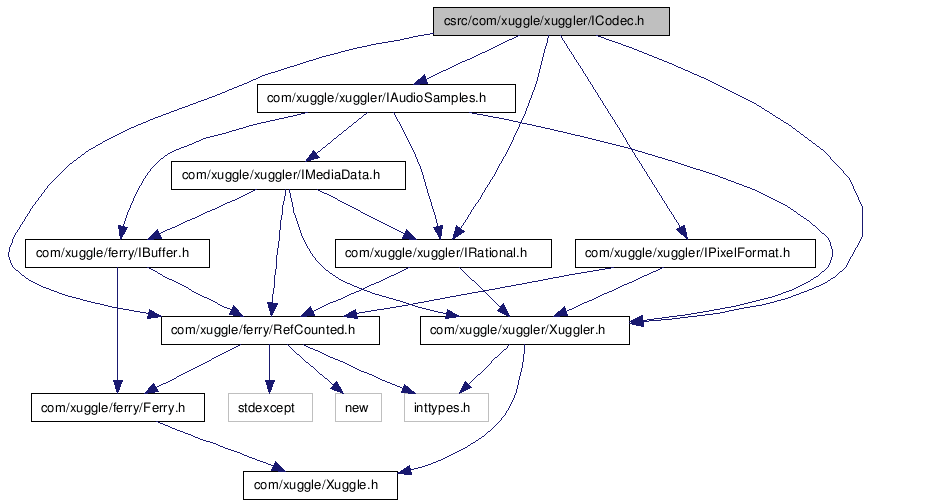 csrc/com/xuggle/xuggler/ICodec.h
com/xuggle/xuggler/IAudioSamples.h
com/xuggle/xuggler/IMediaData.h
com/xuggle/ferry/IBuffer.h
com/xuggle/xuggler/IRational.h
com/xuggle/xuggler/IPixelFormat.h
com/xuggle/ferry/RefCounted.h
com/xuggle/xuggler/Xuggler.h
com/xuggle/ferry/Ferry.h
stdexcept
new
inttypes.h
com/xuggle/Xuggle.h